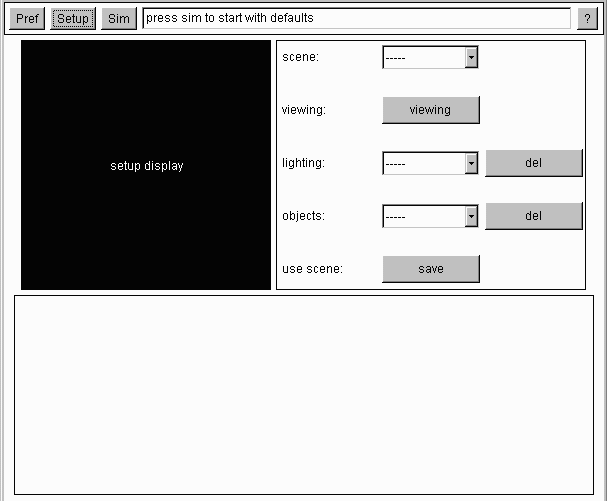 Pref Setup Sim press sim to start with defaults ?
scene: -----
viewing: viewing
setup display
lighting: ----- del
objects: ----- del
use scene: save